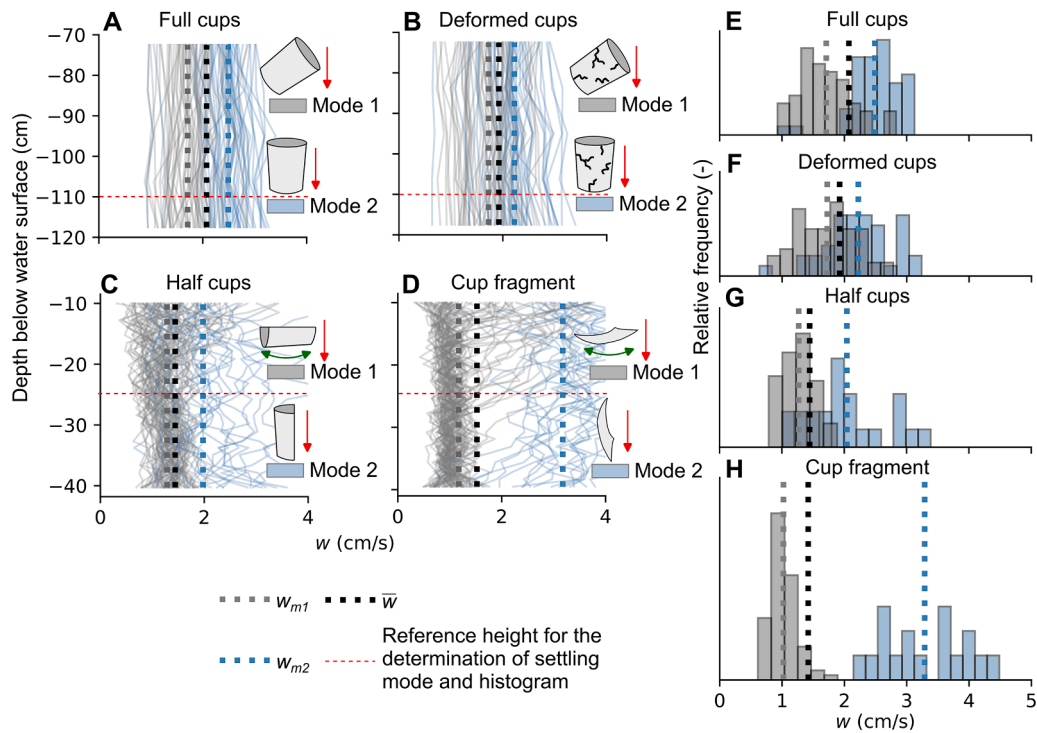 A
Full cups
B
Deformed cups
Depth below water surface (cm)
−70
−80
−90
−100
−110
−120
Mode 1
Mode 2
Mode 1
Mode 2
C
Half cups
D
Cup fragment
−10
−20
−30
−40
Mode 1
Mode 2
Mode 1
Mode 2
0
2
4
0
2
4
w (cm/s)
wm1
w̅
wm2
Reference height for the
determination of settling
mode and histogram
E
Full cups
F
Deformed cups
Relative frequency (-)
G
Half cups
H
Cup fragment
0
1
2
3
4
5
w (cm/s)